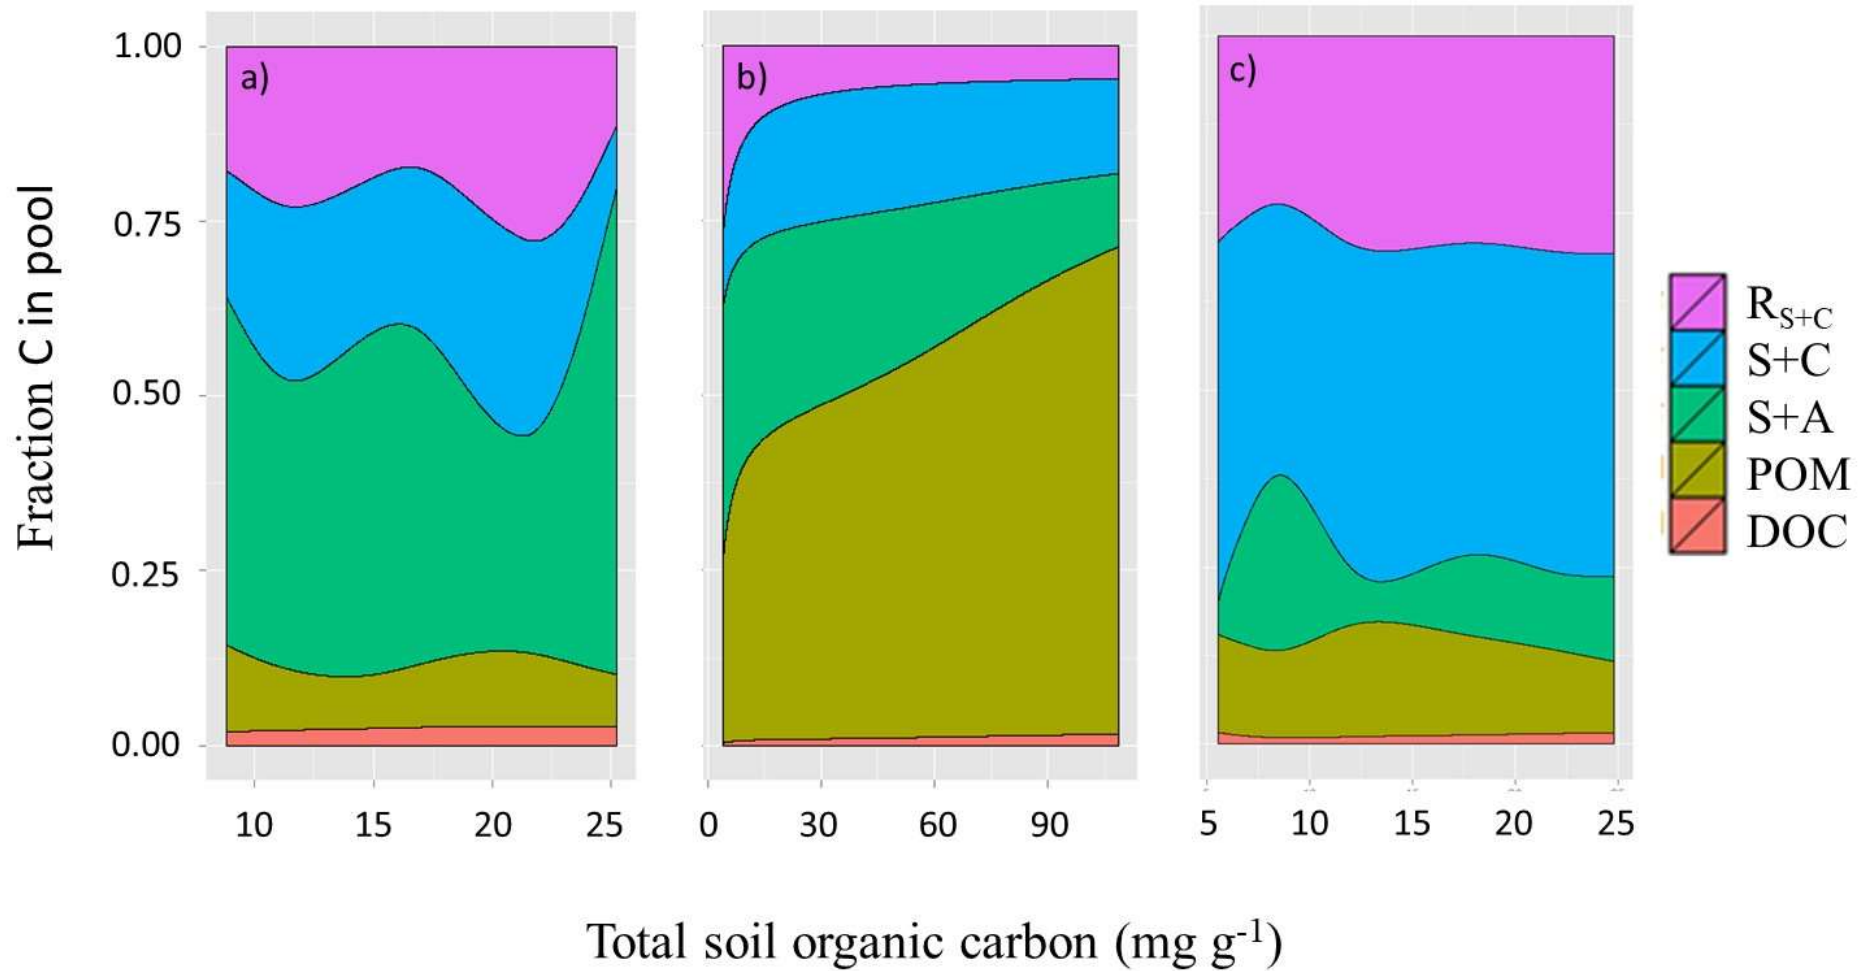 Fraction C in pool
1.00
0.75
0.50
0.25
0.00
a)
10 15 20 25
b)
0 30 60 90
c)
5 10 15 20 25
R_{S+C}
S+C
S+A
POM
DOC
Total soil organic carbon (mg g⁻¹)